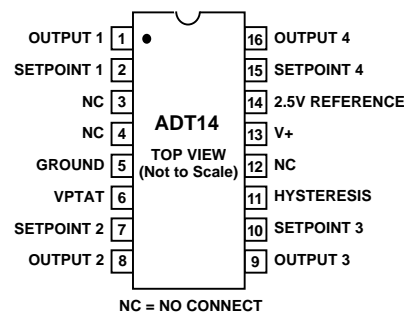 OUTPUT 1 1 16 OUTPUT 4
SETPOINT 1 2 15 SETPOINT 4
NC 3 14 2.5V REFERENCE
NC 4 ADT14 13 V+
GROUND 5 TOP VIEW 12 NC
(Not to Scale)
VPTAT 6 11 HYSTERESIS
SETPOINT 2 7 10 SETPOINT 3
OUTPUT 2 8 9 OUTPUT 3
NC = NO CONNECT